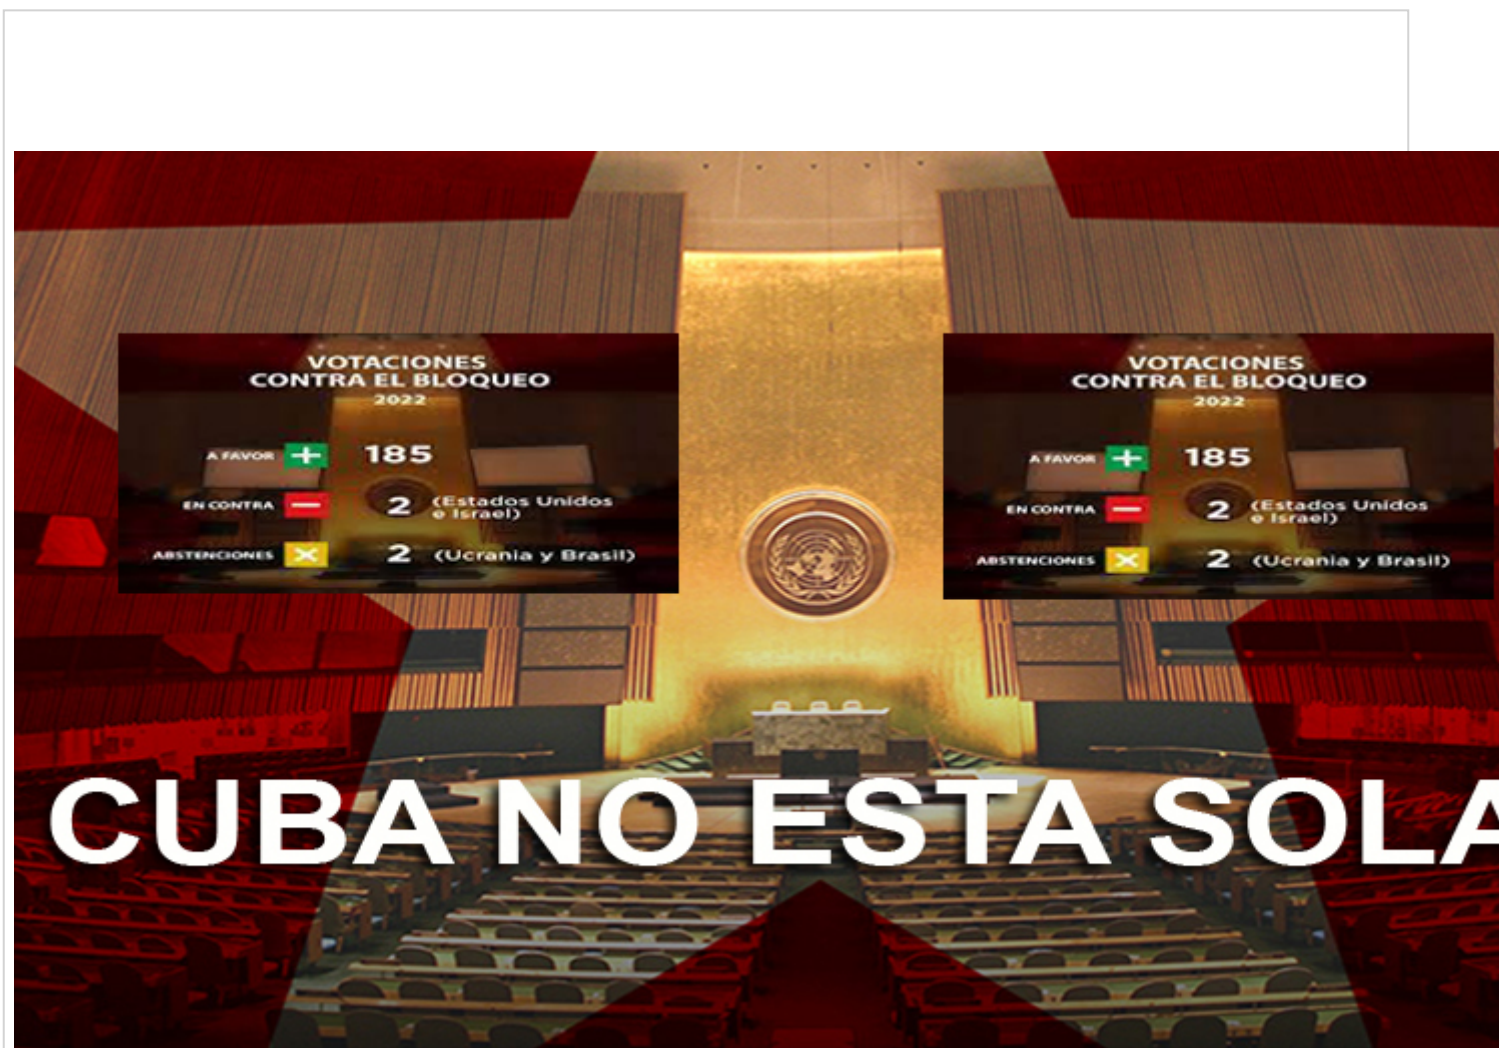 VOTACIONES
CONTRA EL BLOQUEO
2022
A FAVOR + 185
EN CONTRA − 2 (Estados Unidos
e Israel)
ABSTENCIONES × 2 (Ucrania y Brasil)
VOTACIONES
CONTRA EL BLOQUEO
2022
A FAVOR + 185
EN CONTRA − 2 (Estados Unidos
e Israel)
ABSTENCIONES × 2 (Ucrania y Brasil)
CUBA NO ESTA SOLA